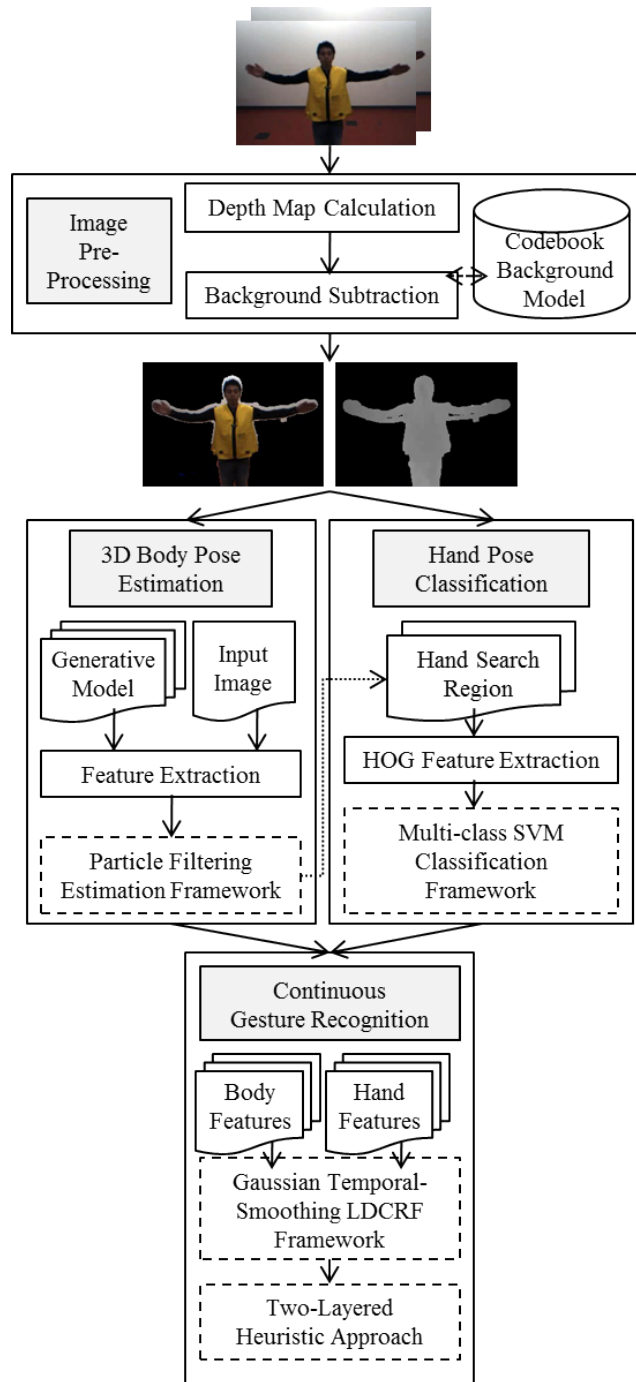 Image
Pre-
Processing
Depth Map Calculation
Background Subtraction
Codebook
Background
Model
3D Body Pose
Estimation
Generative
Model
Input
Image
Feature Extraction
Particle Filtering
Estimation Framework
Hand Pose
Classification
Hand Search
Region
HOG Feature Extraction
Multi-class SVM
Classification
Framework
Continuous
Gesture Recognition
Body
Features
Hand
Features
Gaussian Temporal-
Smoothing LDCRF
Framework
Two-Layered
Heuristic Approach